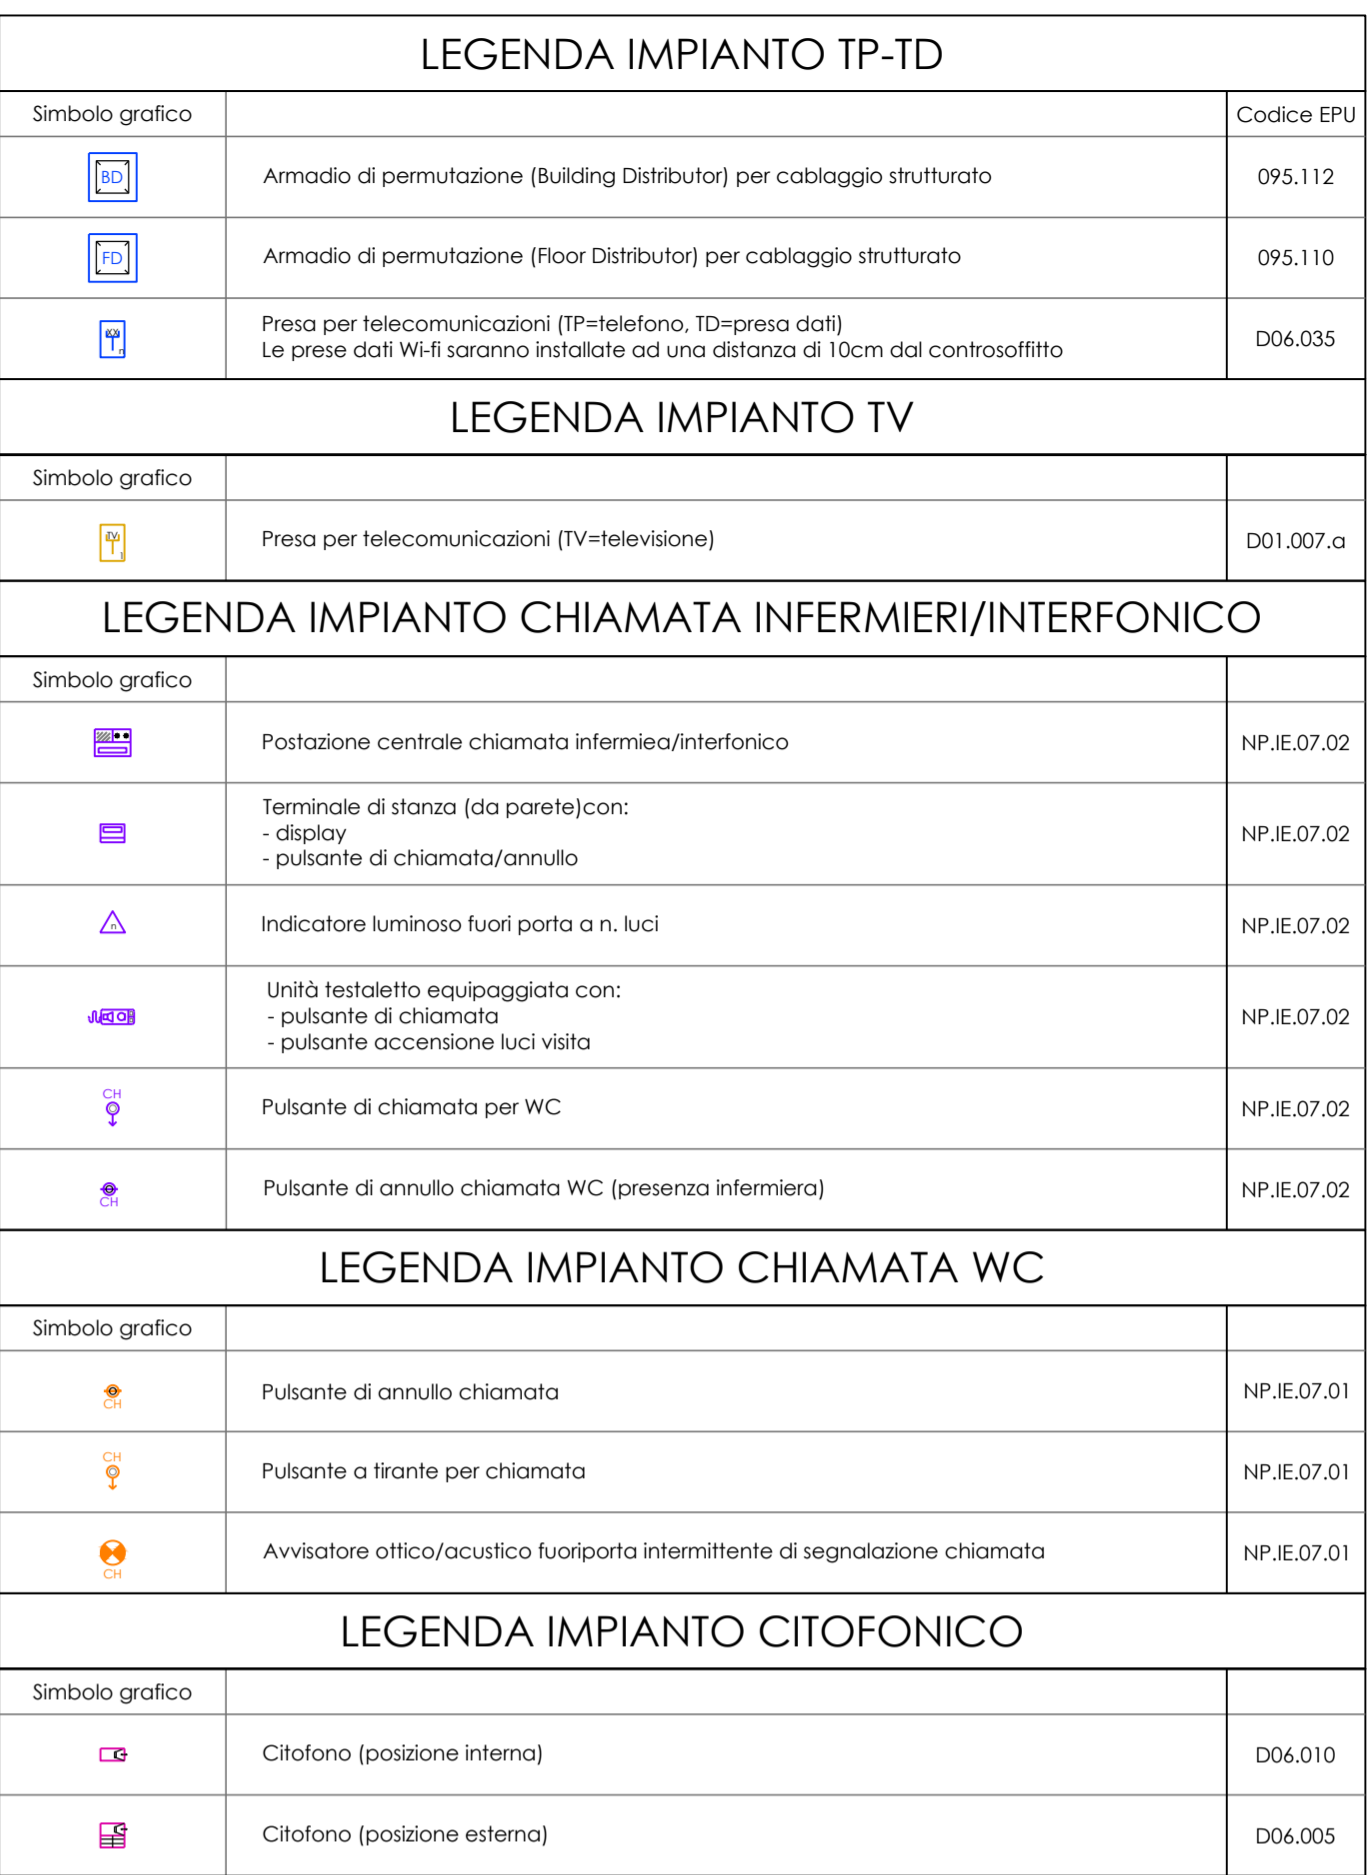 LEGENDA IMPIANTO TP-TD
Simbolo grafico Codice EPU
BD Armadio di permutazione (Building Distributor) per cablaggio strutturato 095.112
FD Armadio di permutazione (Floor Distributor) per cablaggio strutturato 095.110
XX n Presa per telecomunicazioni (TP=telefono, TD=presa dati)
Le prese dati Wi-fi saranno installate ad una distanza di 10cm dal controsoffitto D06.035
LEGENDA IMPIANTO TV
Simbolo grafico
TV 1 Presa per telecomunicazioni (TV=televisione) D01.007.a
LEGENDA IMPIANTO CHIAMATA INFERMIERI/INTERFONICO
Simbolo grafico
Postazione centrale chiamata infermiea/interfonico NP.IE.07.02
Terminale di stanza (da parete)con:
- display
- pulsante di chiamata/annullo NP.IE.07.02
n Indicatore luminoso fuori porta a n. luci NP.IE.07.02
Unità testaletto equipaggiata con:
- pulsante di chiamata
- pulsante accensione luci visita NP.IE.07.02
CH Pulsante di chiamata per WC NP.IE.07.02
CH Pulsante di annullo chiamata WC (presenza infermiera) NP.IE.07.02
LEGENDA IMPIANTO CHIAMATA WC
Simbolo grafico
CH Pulsante di annullo chiamata NP.IE.07.01
CH Pulsante a tirante per chiamata NP.IE.07.01
CH Avvisatore ottico/acustico fuoriporta intermittente di segnalazione chiamata NP.IE.07.01
LEGENDA IMPIANTO CITOFONICO
Simbolo grafico
Citofono (posizione interna) D06.010
Citofono (posizione esterna) D06.005